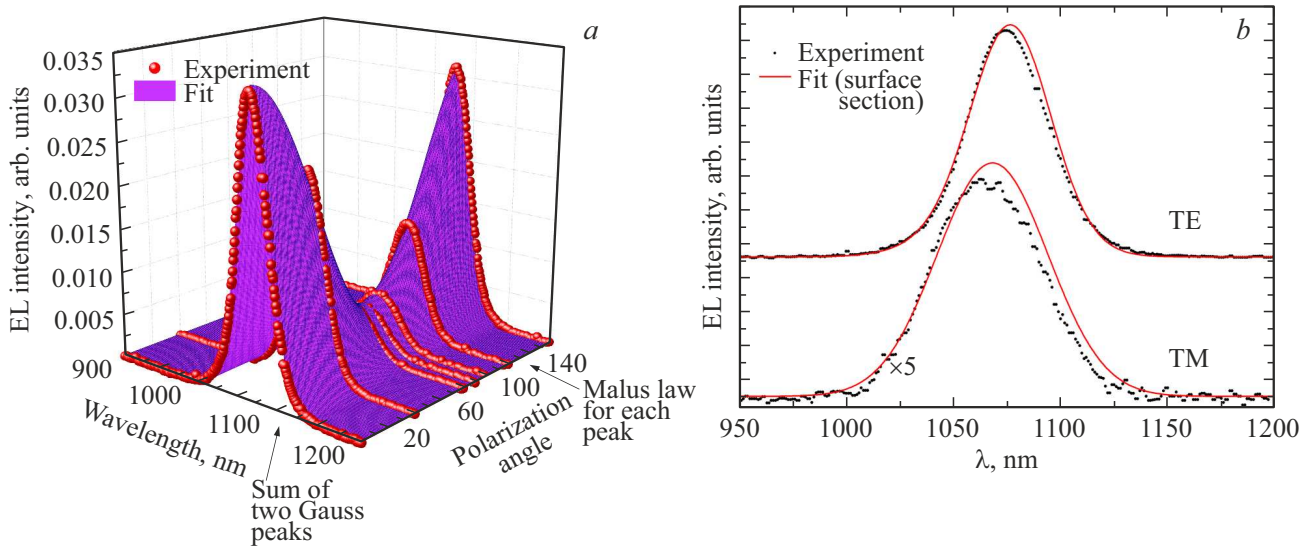 a
Experiment
Fit
EL intensity, arb. units
0.035
0.030
0.025
0.020
0.015
0.010
0.005
900
1000
1100
1200
Wavelength, nm
20
60
100
140
Polarization
angle
Sum of
two Gauss
peaks
Malus law
for each
peak
b
Experiment
Fit (surface
section)
EL intensity, arb. units
TE
TM
×5
950
1000
1050
1100
1150
1200
λ, nm